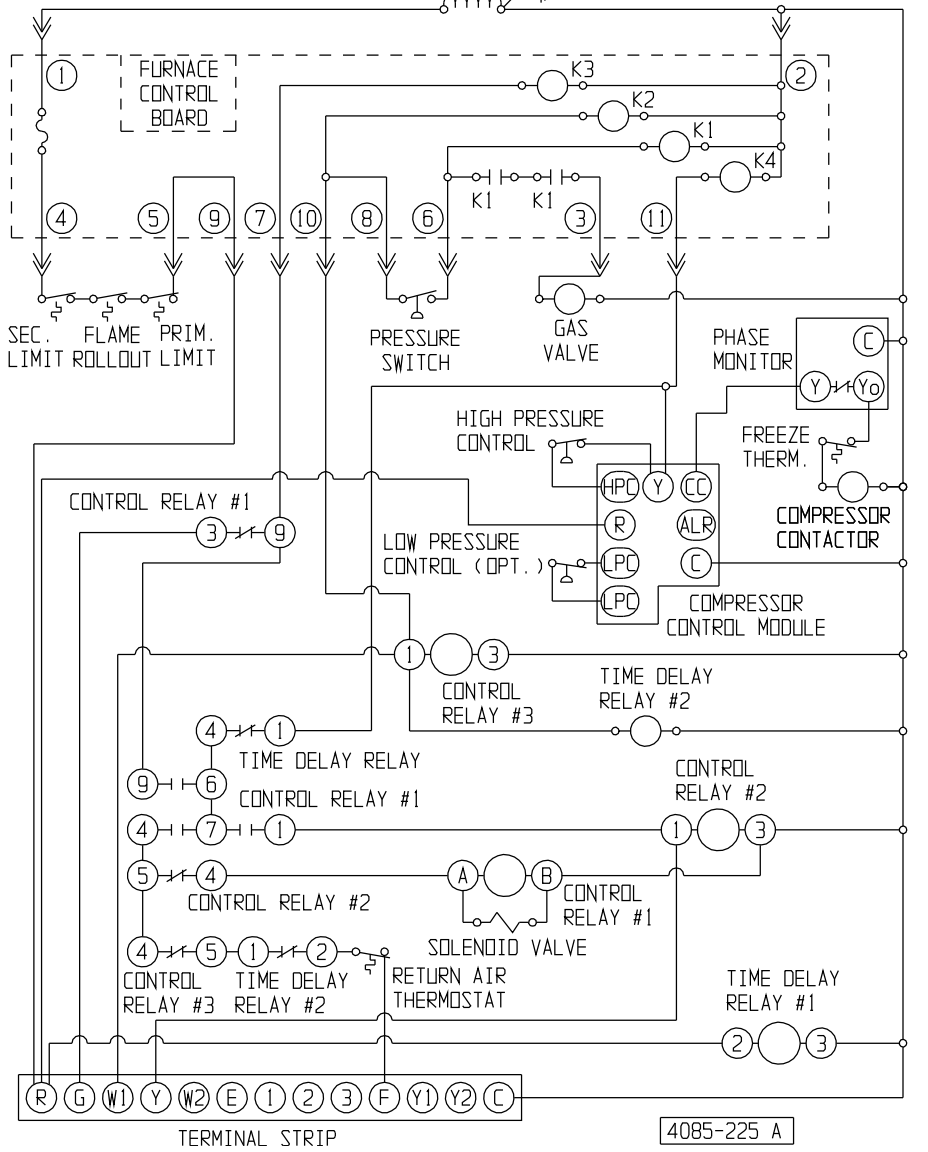 K3
1
FURNACE
CONTROL
BOARD
2
K2
K1
K4
K1 K1
4 5 9 7 10 8 6 3 11
SEC. FLAME PRIM.
LIMIT ROLLOUT LIMIT
PRESSURE
SWITCH
GAS
VALVE
PHASE
MONITOR
C
Y Yo
HIGH PRESSURE
CONTROL
FREEZE
THERM.
HPC Y CC
CONTROL RELAY #1
3 9
R ALR
COMPRESSOR
CONTACTOR
LOW PRESSURE
CONTROL (OPT.)
LPC C
LPC
COMPRESSOR
CONTROL MODULE
1 3
CONTROL
RELAY #3
TIME DELAY
RELAY #2
4 1
TIME DELAY RELAY
9 6
CONTROL RELAY #1
CONTROL
RELAY #2
4 7 1 1 3
5 4 A B
CONTROL RELAY #2
CONTROL
RELAY #1
SOLENOID VALVE
4 5 1 2
CONTROL
RELAY #3
TIME DELAY
RELAY #2
RETURN AIR
THERMOSTAT
TIME DELAY
RELAY #1
2 3
R G W1 Y W2 E 1 2 3 F Y1 Y2 C
TERMINAL STRIP
4085-225 A